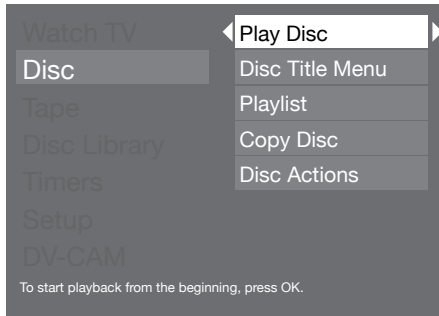 Watch TV
Disc
Tape
Disc Library
Timers
Setup
DV-CAM
Play Disc
Disc Title Menu
Playlist
Copy Disc
Disc Actions
To start playback from the beginning, press OK.